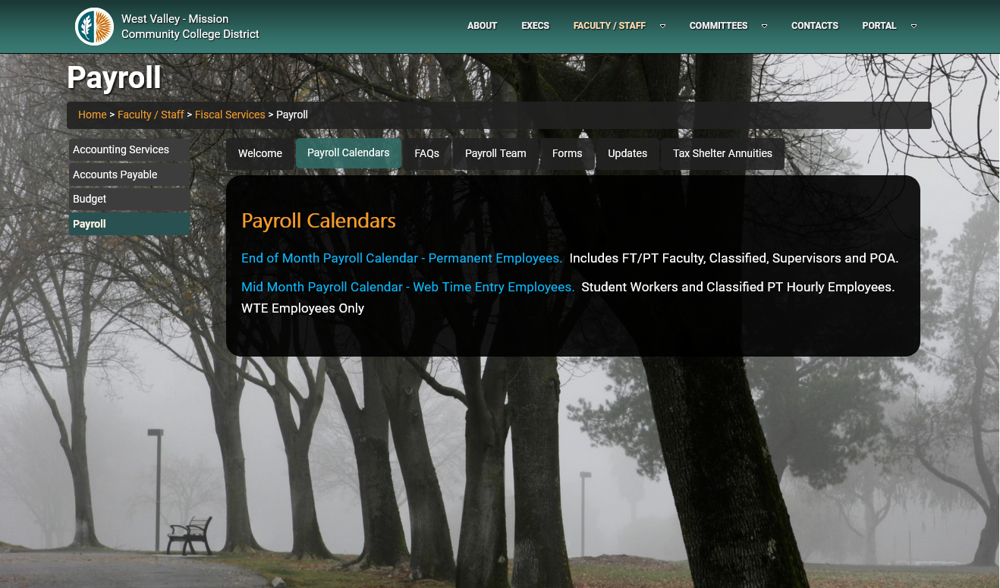 West Valley - Mission
Community College District
ABOUT EXECS FACULTY / STAFF COMMITTEES CONTACTS PORTAL
Payroll
Home > Faculty / Staff > Fiscal Services > Payroll
Accounting Services
Accounts Payable
Budget
Payroll
Welcome Payroll Calendars FAQs Payroll Team Forms Updates Tax Shelter Annuities
Payroll Calendars
End of Month Payroll Calendar - Permanent Employees. Includes FT/PT Faculty, Classified, Supervisors and POA.
Mid Month Payroll Calendar - Web Time Entry Employees. Student Workers and Classified PT Hourly Employees.
WTE Employees Only